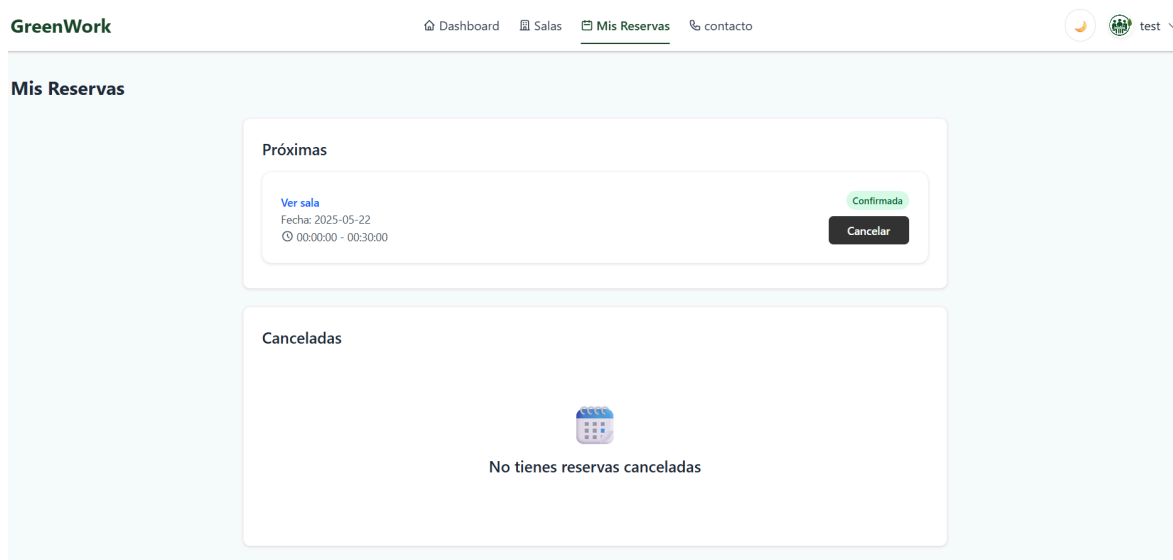 GreenWork
Dashboard
Salas
Mis Reservas
contacto
test
Mis Reservas
Próximas
Ver sala
Confirmada
Fecha: 2025-05-22
00:00:00 - 00:30:00
Cancelar
Canceladas
No tienes reservas canceladas